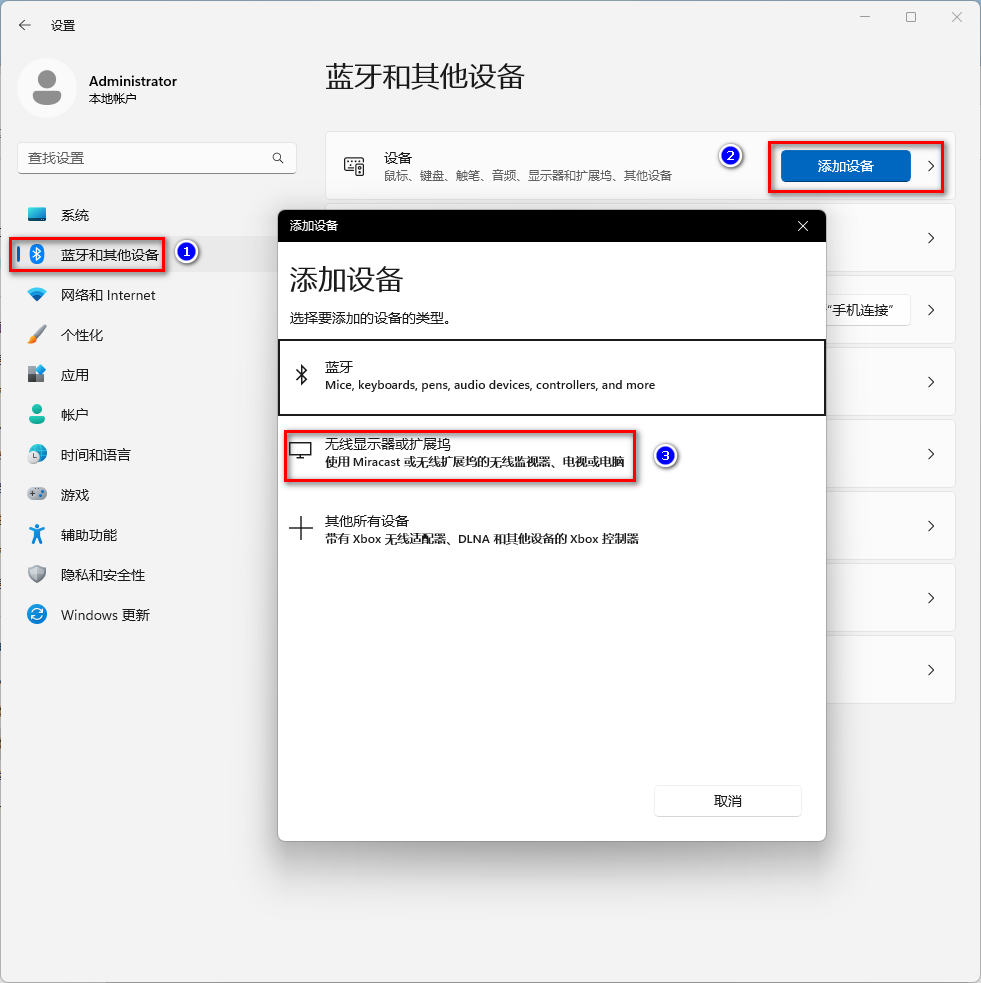 设置
Administrator
本地帐户
查找设置
系统
蓝牙和其他设备
1
网络和 Internet
个性化
应用
帐户
时间和语言
游戏
辅助功能
隐私和安全性
Windows 更新
蓝牙和其他设备
设备
鼠标、键盘、触笔、音频、显示器和扩展坞、其他设备
2
添加设备
“手机连接”
添加设备
添加设备
选择要添加的设备的类型。
蓝牙
Mice, keyboards, pens, audio devices, controllers, and more
无线显示器或扩展坞
使用 Miracast 或无线扩展坞的无线监视器、电视或电脑
3
其他所有设备
带有 Xbox 无线适配器、DLNA 和其他设备的 Xbox 控制器
取消